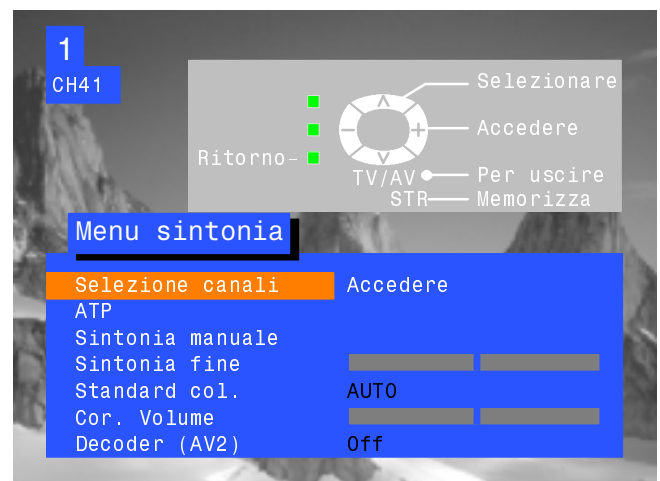 1
CH41
Selezionare
Accedere
Ritorno-
TV/AV Per uscire
STR Memorizza
Menu sintonia
Selezione canali Accedere
ATP
Sintonia manuale
Sintonia fine
Standard col. AUTO
Cor. Volume
Decoder (AV2) Off